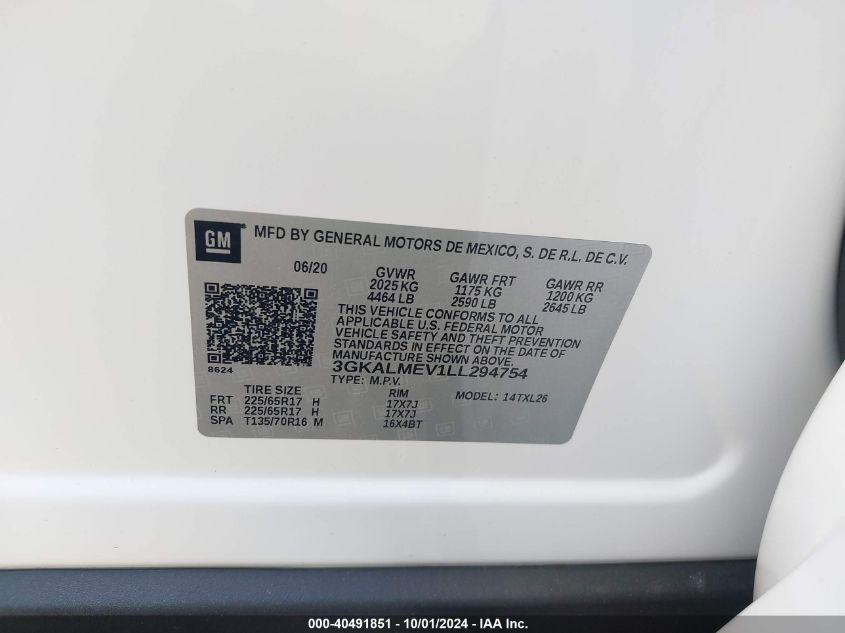 GM MFD BY GENERAL MOTORS DE MEXICO, S. DE R.L. DE C.V.
06/20 GVWR GAWR FRT GAWR RR
2025 KG 1175 KG 1200 KG
4464 LB 2590 LB 2645 LB
THIS VEHICLE CONFORMS TO ALL
APPLICABLE U.S. FEDERAL MOTOR
VEHICLE SAFETY AND THEFT PREVENTION
STANDARDS IN EFFECT ON THE DATE OF
MANUFACTURE SHOWN ABOVE.
8624
3GKALMEV1LL294754
TYPE: M.P.V. MODEL: 14TXL26
TIRE SIZE RIM
FRT 225/65R17 H 17X7J
RR 225/65R17 H 17X7J
SPA T135/70R16 M 16X4BT
000-40491851 - 10/01/2024 - IAA Inc.